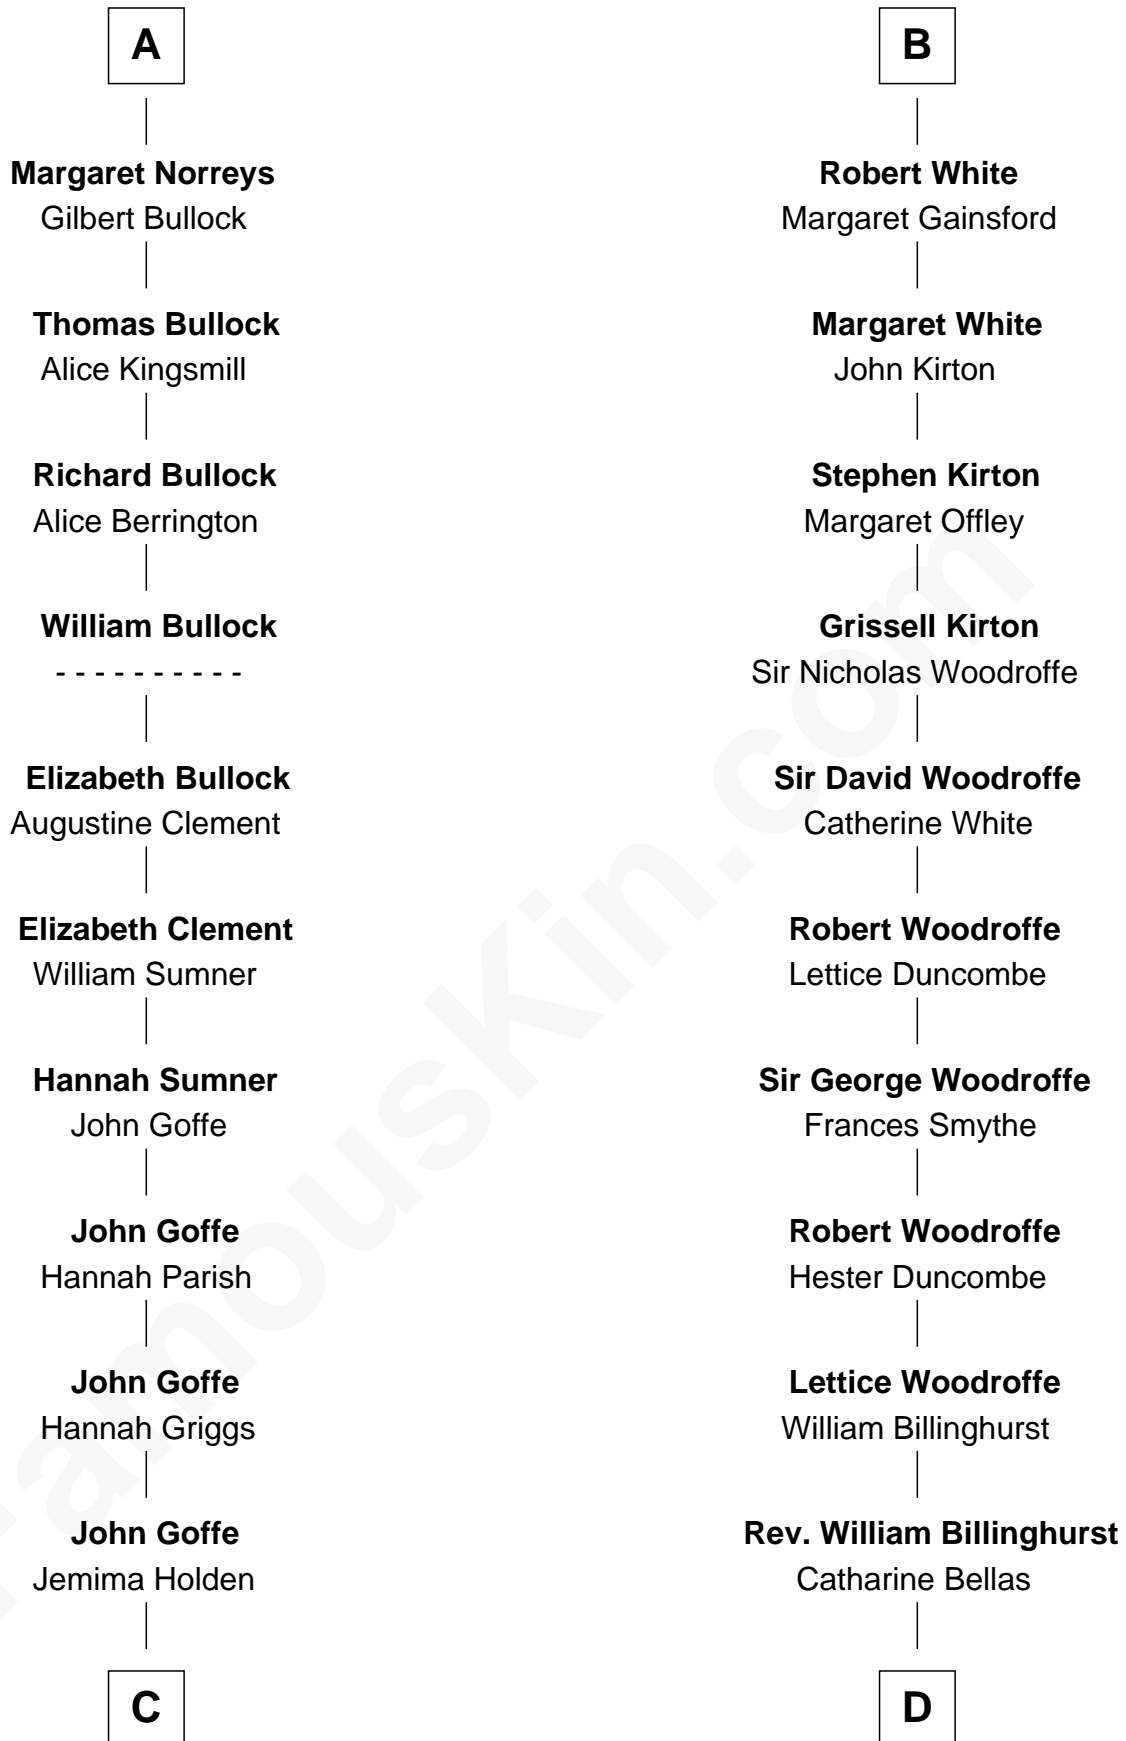 A
Margaret Norreys
Gilbert Bullock
Thomas Bullock
Alice Kingsmill
Richard Bullock
Alice Berrington
William Bullock
- - - - - - - - - -
Elizabeth Bullock
Augustine Clement
Elizabeth Clement
William Sumner
Hannah Sumner
John Goffe
John Goffe
Hannah Parish
John Goffe
Hannah Griggs
John Goffe
Jemima Holden
C
B
Robert White
Margaret Gainsford
Margaret White
John Kirton
Stephen Kirton
Margaret Offley
Grissell Kirton
Sir Nicholas Woodroffe
Sir David Woodroffe
Catherine White
Robert Woodroffe
Lettice Duncombe
Sir George Woodroffe
Frances Smythe
Robert Woodroffe
Hester Duncombe
Lettice Woodroffe
William Billinghurst
Rev. William Billinghurst
Catharine Bellas
D
FamousKin.com